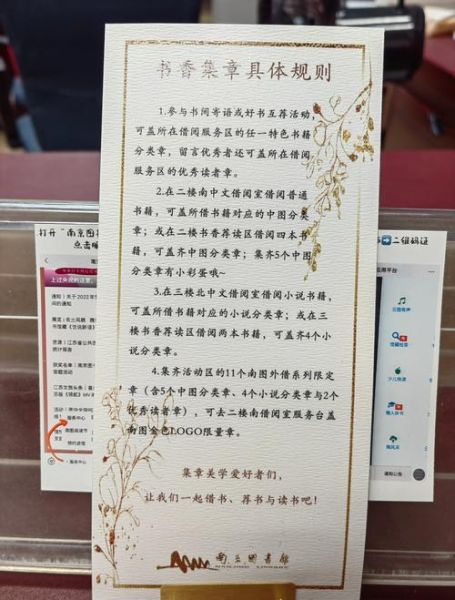 书香集章具体规则
1.参与书间寄语或好书互荐活动，
可盖所在借阅服务区的任一特色书籍
分类章，留言优秀者还可盖所在借阅
服务区的优秀读者章。
2.在二楼南中文借阅室借阅普通
书籍，可盖所借书籍对应的中图分类
章；或在二楼书香荐读区借阅四本书
籍，可盖齐中图分类章；集齐5个中图
分类章有小彩蛋哦~
3.在三楼北中文借阅室借阅小说书籍，
可盖所借书籍对应的小说分类章；或在三
楼书香荐读区借阅两本书籍，可盖齐4个小
说分类章。
4.集齐活动区的11个南图外借系列限定
章（含5个中图分类章、4个小说分类章与2个
优秀读者章），可去二楼南借阅室服务台盖
南图金色LOGO限量章。
集章美学爱好者们，
让我们一起借书、荐书与读书吧！
南京图书馆
打开"南京图
二维码证
服务中心